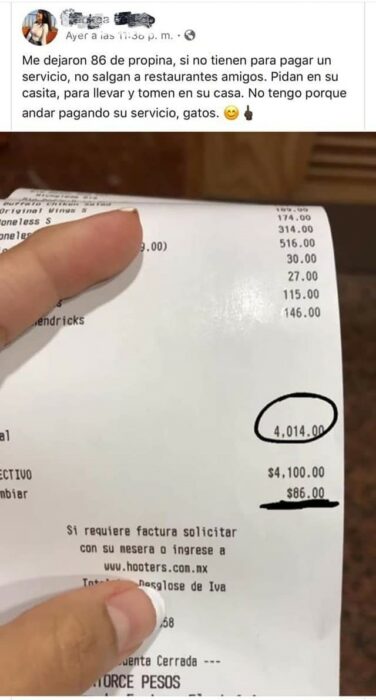 Ayer a las 11:38 p. m.
Me dejaron 86 de propina, si no tienen para pagar un
servicio, no salgan a restaurantes amigos. Pidan en su
casita, para llevar y tomen en su casa. No tengo porque
andar pagando su servicio, gatos. 😊🖕🏿
Original Wings S
174.00
oneless S
314.00
oneles
9.00)
516.00
30.00
27.00
115.00
S
146.00
endricks
4,014.00
al
ECTIVO $4,100.00
mbiar $86.00
Si requiere factura solicitar
con su mesera o ingrese a
www.hooters.com.mx
Desglose de Iva
.68
uenta Cerrada ---
TORCE PESOS